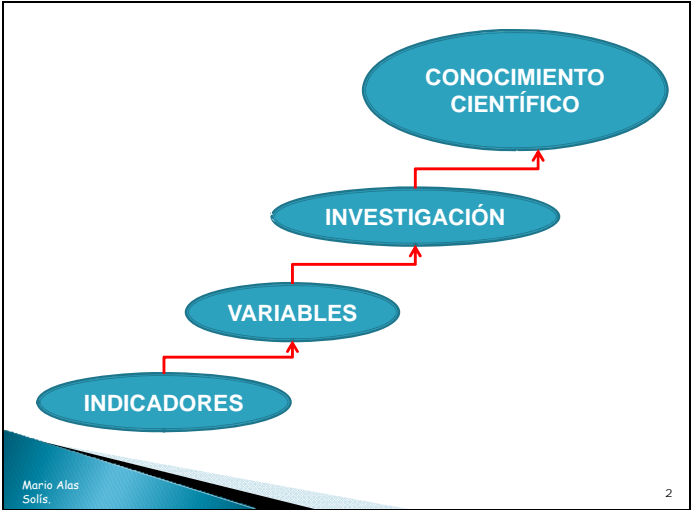 CONOCIMIENTO
CIENTÍFICO
INVESTIGACIÓN
VARIABLES
INDICADORES
Mario Alas
Solís.
2